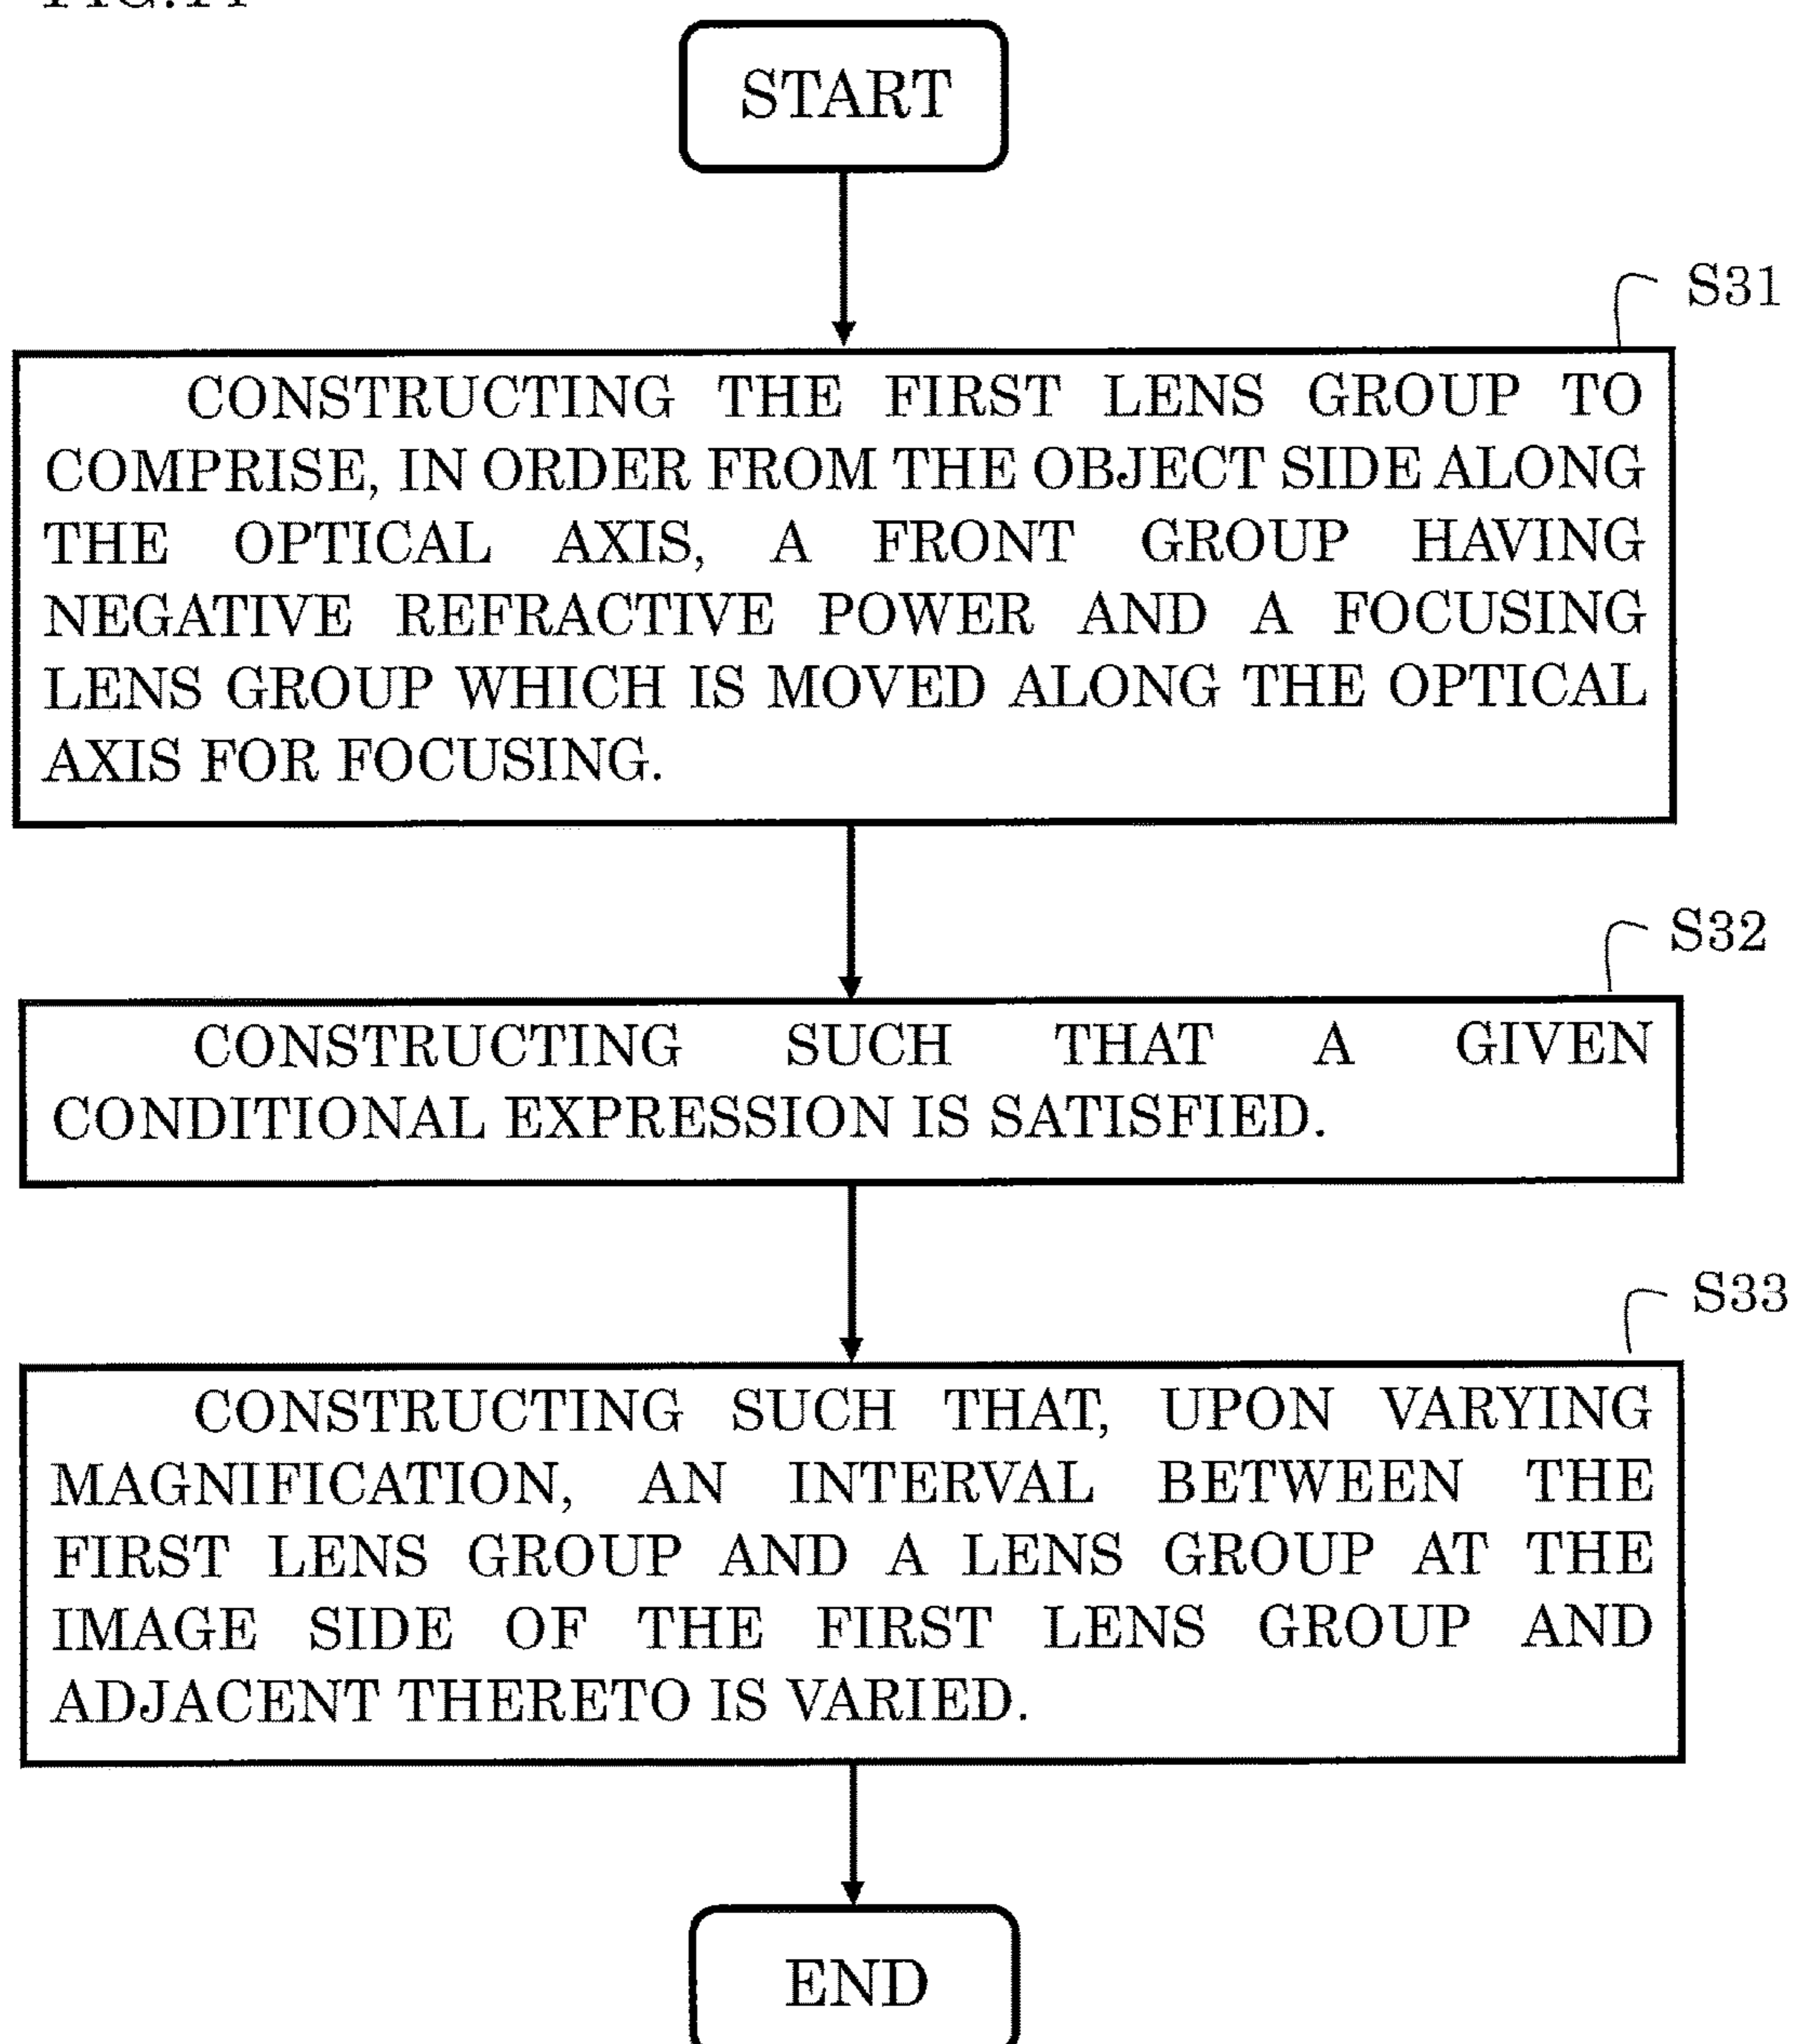 START
S31
CONSTRUCTING THE FIRST LENS GROUP TO
COMPRISE, IN ORDER FROM THE OBJECT SIDE ALONG
THE OPTICAL AXIS, A FRONT GROUP HAVING
NEGATIVE REFRACTIVE POWER AND A FOCUSING
LENS GROUP WHICH IS MOVED ALONG THE OPTICAL
AXIS FOR FOCUSING.
S32
CONSTRUCTING SUCH THAT A GIVEN
CONDITIONAL EXPRESSION IS SATISFIED.
S33
CONSTRUCTING SUCH THAT, UPON VARYING
MAGNIFICATION, AN INTERVAL BETWEEN THE
FIRST LENS GROUP AND A LENS GROUP AT THE
IMAGE SIDE OF THE FIRST LENS GROUP AND
ADJACENT THERETO IS VARIED.
END